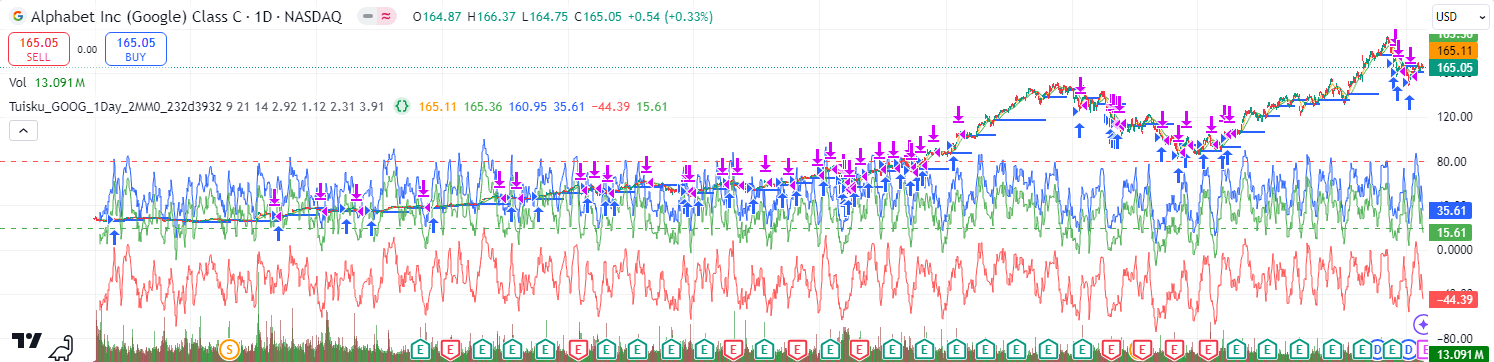 G Alphabet Inc (Google) Class C · 1D · NASDAQ O164.87 H166.37 L164.75 C165.05 +0.54 (+0.33%)
USD
165.05 0.00 165.05
SELL BUY
165.11
165.05
Vol 13.091 M
Tuisku_GOOG_1Day_2MM0_232d3932 9 21 14 2.92 1.12 2.31 3.91 {} 165.11 165.36 160.95 35.61 −44.39 15.61
120.00
80.00
35.61
15.61
0.0000
−44.39
−80.00
S E E E E E E E E E E E E E E E E E E E E E E E E E E E E E E E D E D E
13.091 M